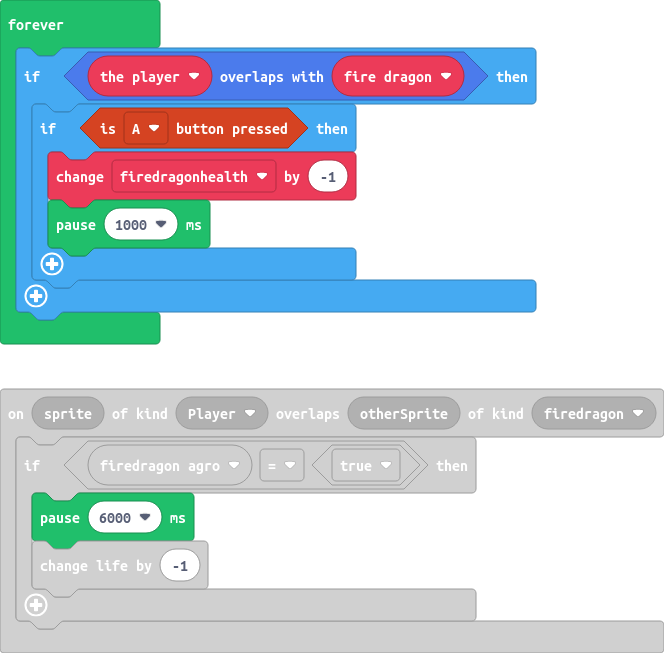 forever
if the player overlaps with fire dragon then
if is A button pressed then
change firedragonhealth by -1
pause 1000 ms
on sprite of kind Player overlaps otherSprite of kind firedragon
if firedragon agro = true then
pause 6000 ms
change life by -1